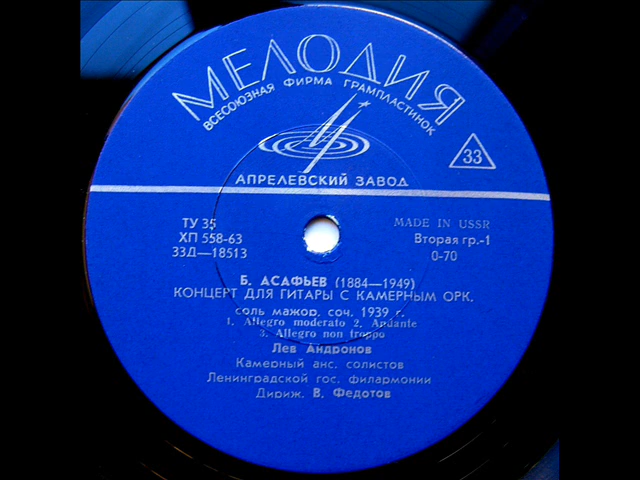 МЕЛОДИЯ
ВСЕСОЮЗНАЯ ФИРМА ГРАМПЛАСТИНОК
33
АПРЕЛЕВСКИЙ ЗАВОД
ТУ 35
ХП 558-63
33Д—18513
MADE IN USSR
Вторая гр.-1
0-70
Б. АСАФЬЕВ (1884—1949)
КОНЦЕРТ ДЛЯ ГИТАРЫ С КАМЕРНЫМ ОРК.
соль мажор, соч. 1939 г.
1. Allegro moderato 2. Andante
3. Allegro non troppo
Лев Андронов
Камерный анс. солистов
Ленинградской гос. филармонии
Дириж. В. Федотов